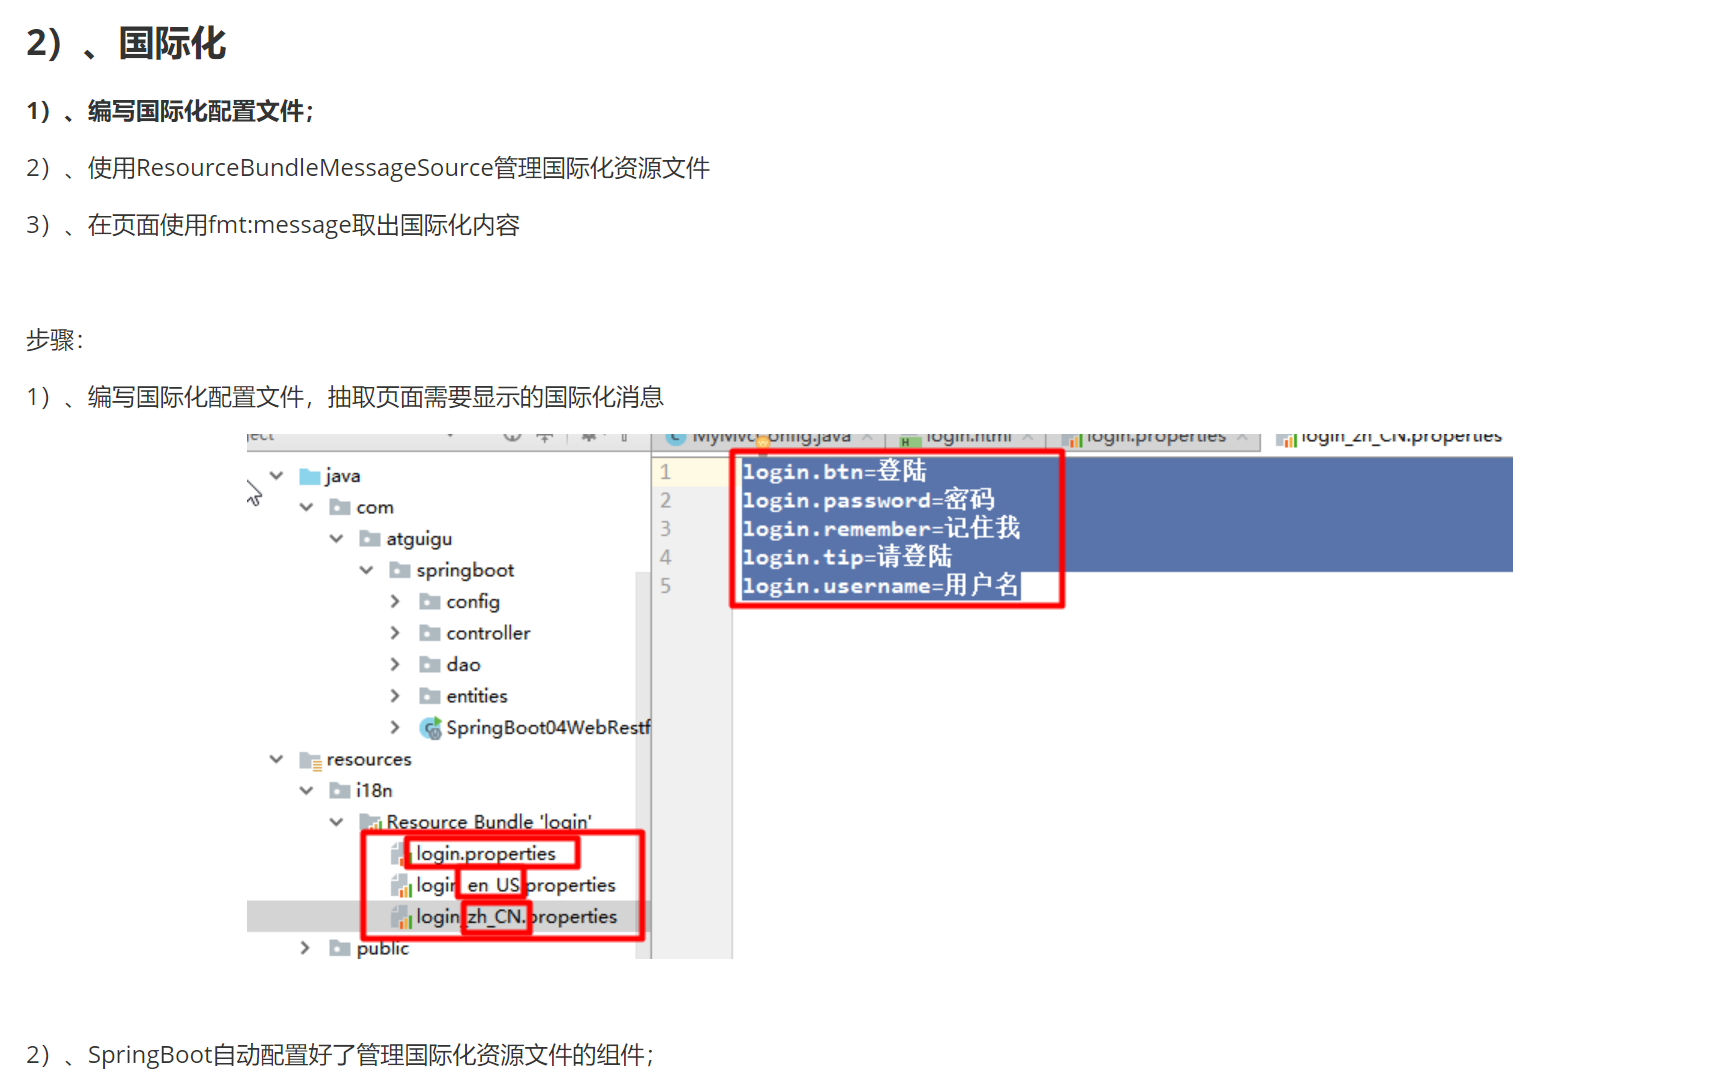 2）、国际化
1）、编写国际化配置文件；
2）、使用ResourceBundleMessageSource管理国际化资源文件
3）、在页面使用fmt:message取出国际化内容
步骤：
1）、编写国际化配置文件，抽取页面需要显示的国际化消息
MyMvcConfig.java login.html login.properties login_zh_CN.properties
java
com
atguigu
springboot
config
controller
dao
entities
SpringBoot04WebRestf
resources
i18n
Resource Bundle 'login'
login.properties
login_en_US.properties
login_zh_CN.properties
public
1 login.btn=登陆
2 login.password=密码
3 login.remember=记住我
4 login.tip=请登陆
5 login.username=用户名
2）、SpringBoot自动配置好了管理国际化资源文件的组件；